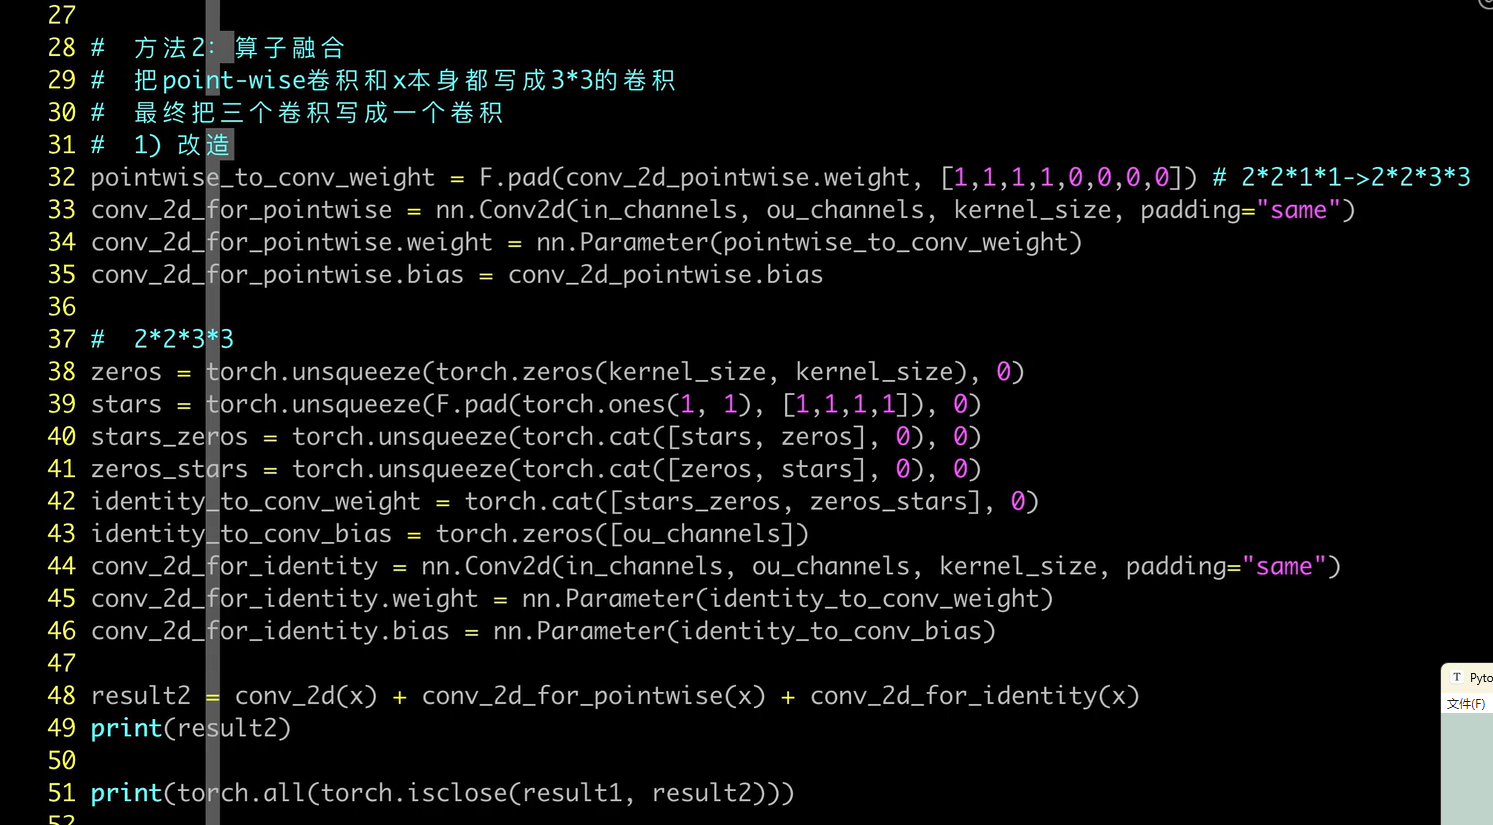 27
28 #  方法2: 算子融合
29 #  把point-wise卷积和x本身都写成3*3的卷积
30 #  最终把三个卷积写成一个卷积
31 #  1) 改造
32 pointwise_to_conv_weight = F.pad(conv_2d_pointwise.weight, [1,1,1,1,0,0,0,0]) # 2*2*1*1->2*2*3*3
33 conv_2d_for_pointwise = nn.Conv2d(in_channels, ou_channels, kernel_size, padding="same")
34 conv_2d_for_pointwise.weight = nn.Parameter(pointwise_to_conv_weight)
35 conv_2d_for_pointwise.bias = conv_2d_pointwise.bias
36
37 #  2*2*3*3
38 zeros = torch.unsqueeze(torch.zeros(kernel_size, kernel_size), 0)
39 stars = torch.unsqueeze(F.pad(torch.ones(1, 1), [1,1,1,1]), 0)
40 stars_zeros = torch.unsqueeze(torch.cat([stars, zeros], 0), 0)
41 zeros_stars = torch.unsqueeze(torch.cat([zeros, stars], 0), 0)
42 identity_to_conv_weight = torch.cat([stars_zeros, zeros_stars], 0)
43 identity_to_conv_bias = torch.zeros([ou_channels])
44 conv_2d_for_identity = nn.Conv2d(in_channels, ou_channels, kernel_size, padding="same")
45 conv_2d_for_identity.weight = nn.Parameter(identity_to_conv_weight)
46 conv_2d_for_identity.bias = nn.Parameter(identity_to_conv_bias)
47
48 result2 = conv_2d(x) + conv_2d_for_pointwise(x) + conv_2d_for_identity(x)
49 print(result2)
50
51 print(torch.all(torch.isclose(result1, result2)))
52
T Pyto
文件(F)